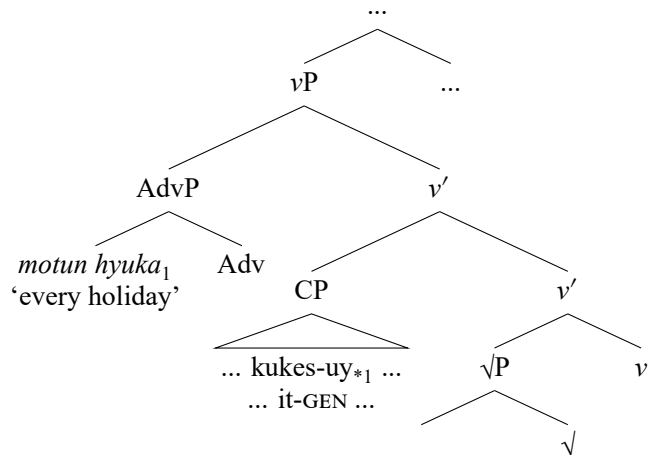 ...
vP ...
AdvP v′
motun hyuka₁ Adv CP v′
‘every holiday’
... kukes-uy*₁ ... √P v
... it-GEN ...
√